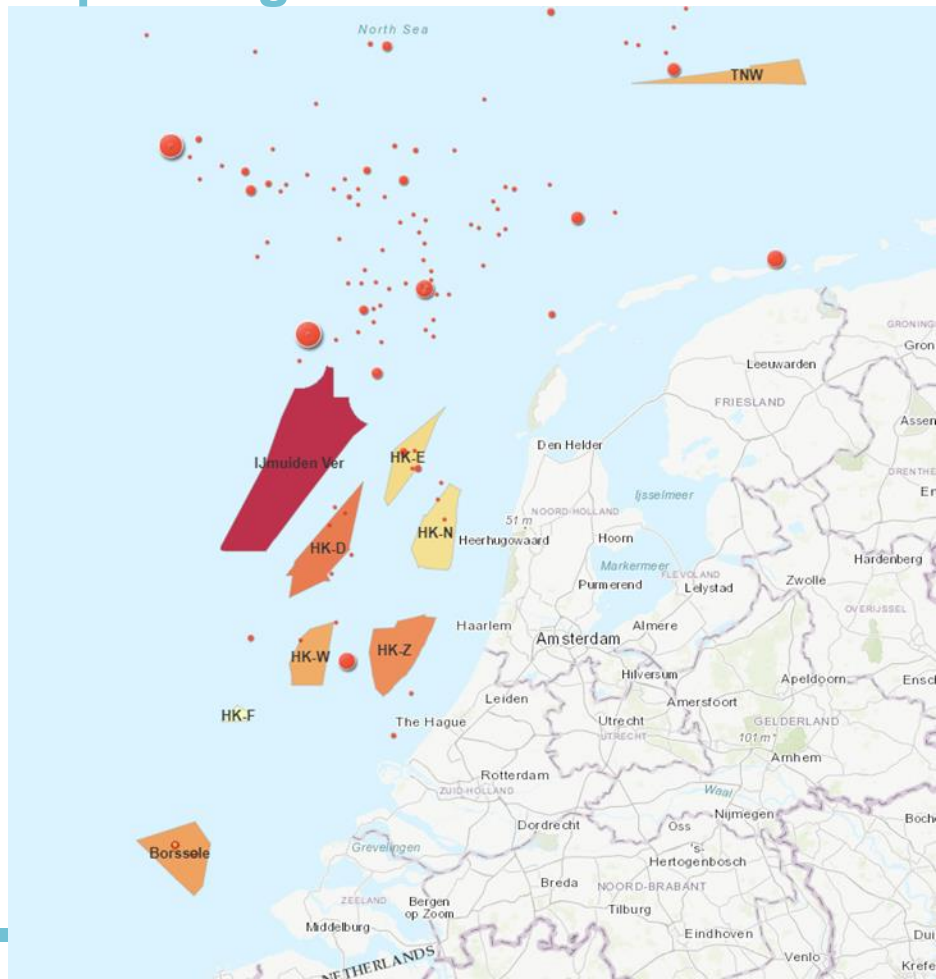 North Sea
TNW
GRONING
Gron
Leeuwarden
FRIESLAND
Assen
Den Helder
IJmuiden Ver
HK-E
DRENTHE
En
Ijsselmeer
NOORD-HOLLAND
51 m
HK-N
Heerhugowaard
Hoorn
HK-D
Hardenberg
Markermeer
FLEVOLAND
Zwolle
Purmerend
Lelystad
OVERIJSSEL
Haarlem
Almere
Amsterdam
HK-W
HK-Z
Hilversum
Apeldoorn
Ensc
Leiden
Amersfoort
HK-F
The Hague
Utrecht
UTRECHT
GELDERLAND
101 m
Arnhem
Rotterdam
ZUID-HOLLAND
Waal
Nijmegen
Boch
Dordrecht
Oss
Grevelingen
's-
Hertogenbosch
Borssele
Breda
NOORD-BRABANT
ZEELAND
Bergen
op Zoom
Tilburg
Middelburg
Eindhoven
Dui
NETHERLANDS
Venlo
Krefe